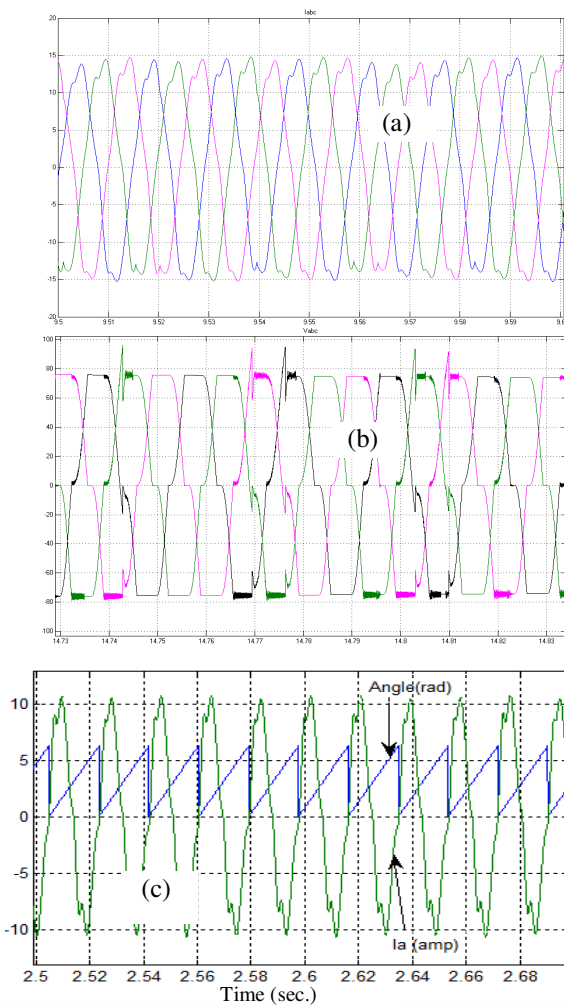 Iabc
20
15
10
5
0
-5
-10
-15
20
9.5 9.51 9.52 9.53 9.54 9.55 9.56 9.57 9.58 9.59 9.6
(a)
Vabc
100
80
60
40
20
0
-20
-40
-60
-80
-100
14.73 14.74 14.75 14.76 14.77 14.78 14.79 14.8 14.81 14.82 14.83
(b)
Angle(rad)
10
5
0
-5
-10
(c)
Ia (amp)
2.5 2.52 2.54 2.56 2.58 2.6 2.62 2.64 2.66 2.68
Time (sec.)